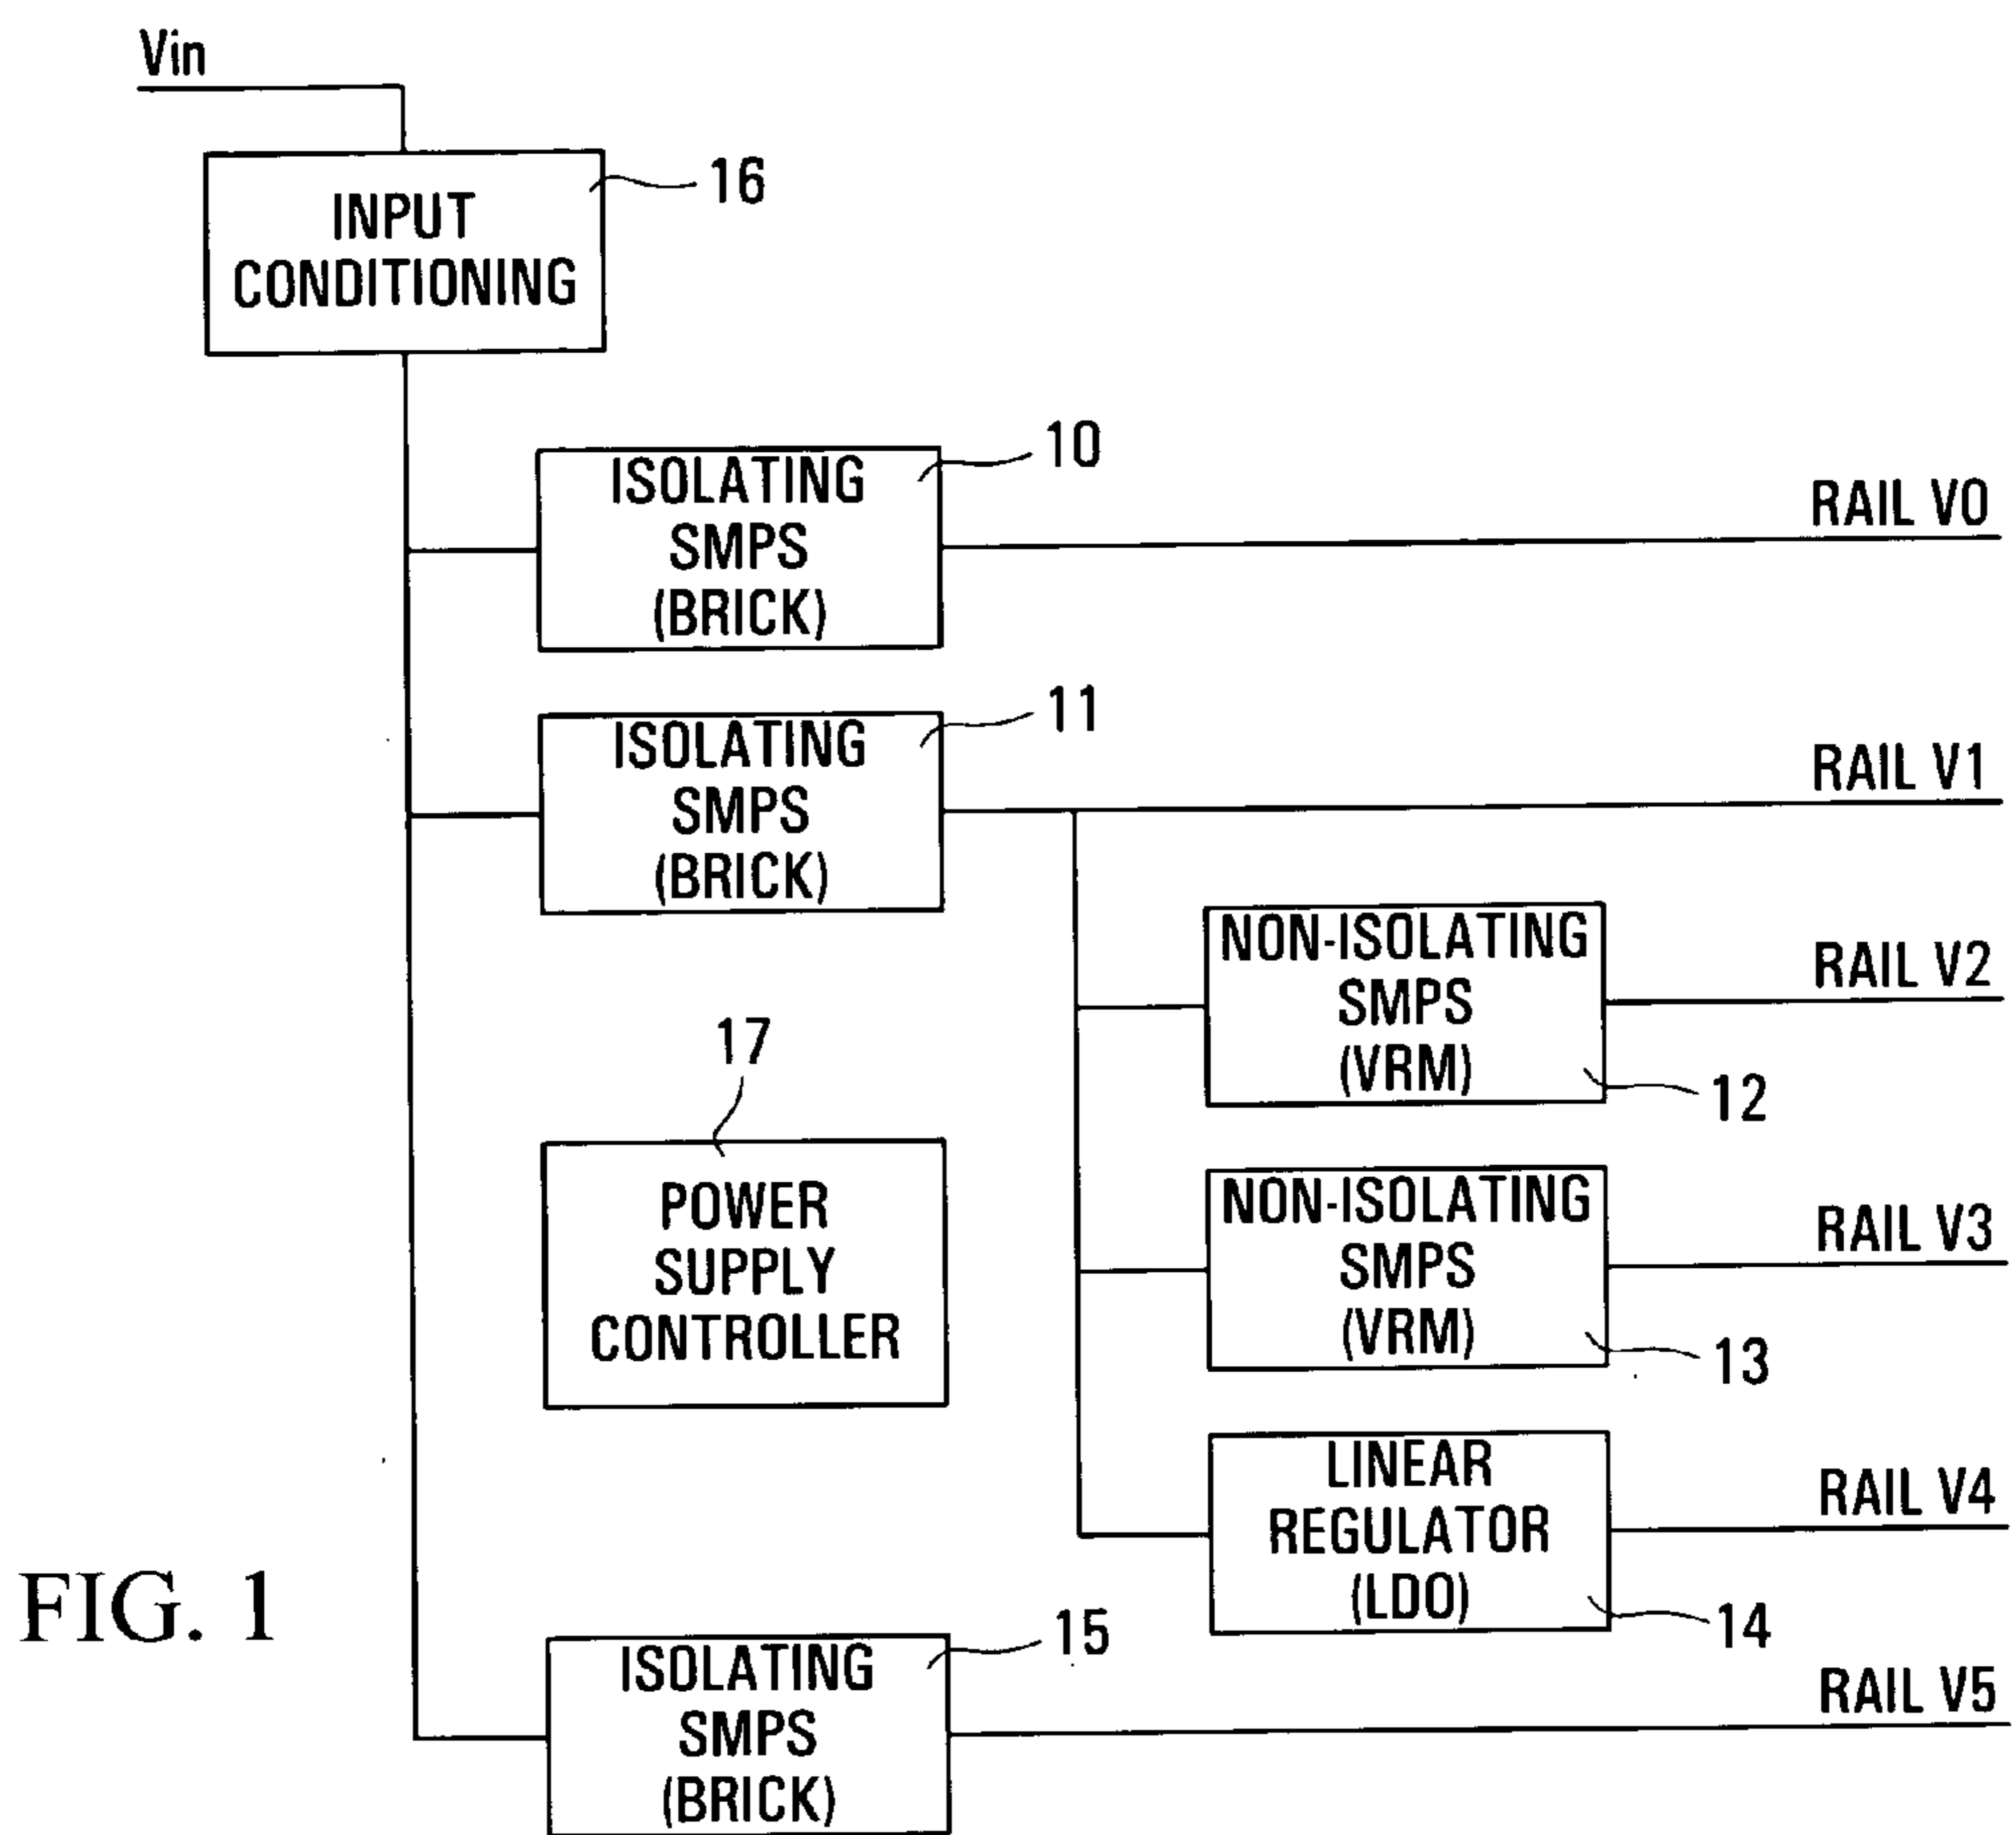 Vin
INPUT
CONDITIONING
16
ISOLATING
SMPS
(BRICK)
10
RAIL V0
ISOLATING
SMPS
(BRICK)
11
RAIL V1
NON-ISOLATING
SMPS
(VRM)
12
RAIL V2
17
POWER
SUPPLY
CONTROLLER
NON-ISOLATING
SMPS
(VRM)
13
RAIL V3
LINEAR
REGULATOR
(LDO)
14
RAIL V4
FIG. 1
ISOLATING
SMPS
(BRICK)
15
RAIL V5